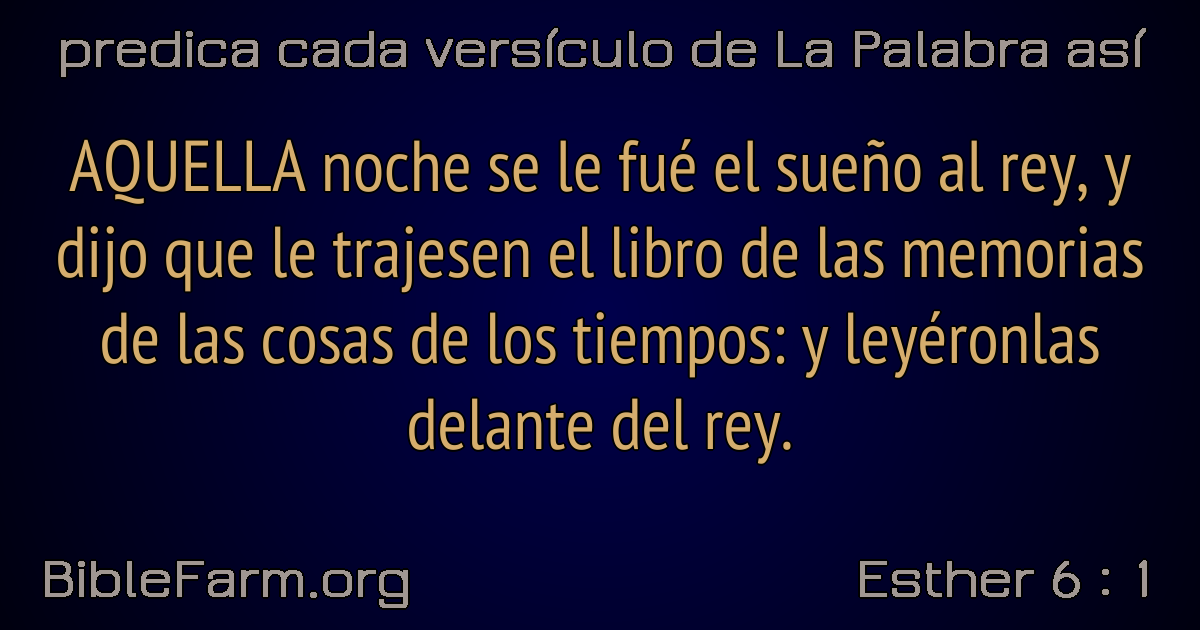 predica cada versículo de La Palabra así
AQUELLA noche se le fué el sueño al rey, y
dijo que le trajesen el libro de las memorias
de las cosas de los tiempos: y leyéronlas
delante del rey.
BibleFarm.org
Esther 6 : 1